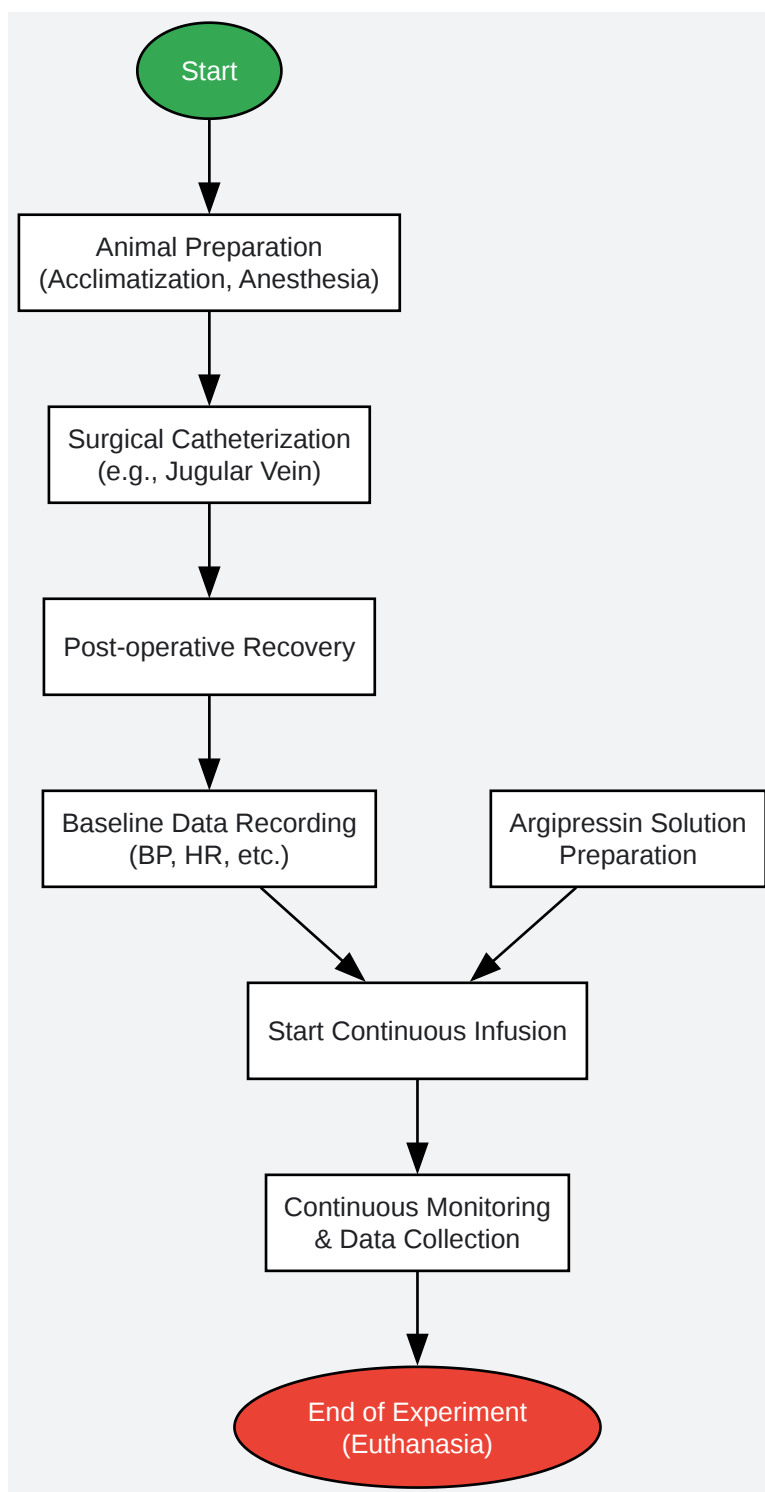 Start
Animal Preparation
(Acclimatization, Anesthesia)
Surgical Catheterization
(e.g., Jugular Vein)
Post-operative Recovery
Baseline Data Recording
(BP, HR, etc.)
Argipressin Solution
Preparation
Start Continuous Infusion
Continuous Monitoring
& Data Collection
End of Experiment
(Euthanasia)